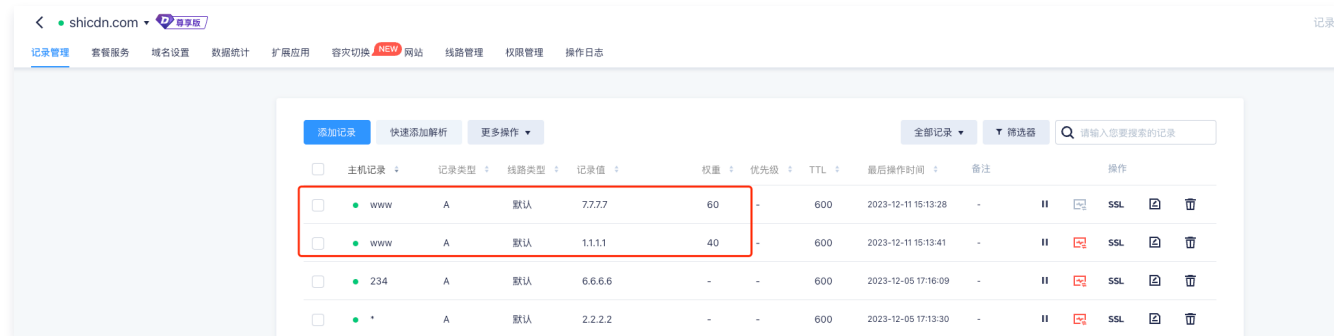 shicdn.com D 尊享版 记录
记录管理 套餐服务 域名设置 数据统计 扩展应用 容灾切换 NEW 网站 线路管理 权限管理 操作日志
添加记录 快速添加解析 更多操作 全部记录 筛选器 请输入您要搜索的记录
主机记录 记录类型 线路类型 记录值 权重 优先级 TTL 最后操作时间 备注 操作
www A 默认 7.7.7.7 60 - 600 2023-12-11 15:13:28 - SSL
www A 默认 1.1.1.1 40 - 600 2023-12-11 15:13:41 - SSL
234 A 默认 6.6.6.6 - - 600 2023-12-05 17:16:09 - SSL
* A 默认 2.2.2.2 - - 600 2023-12-05 17:13:30 - SSL